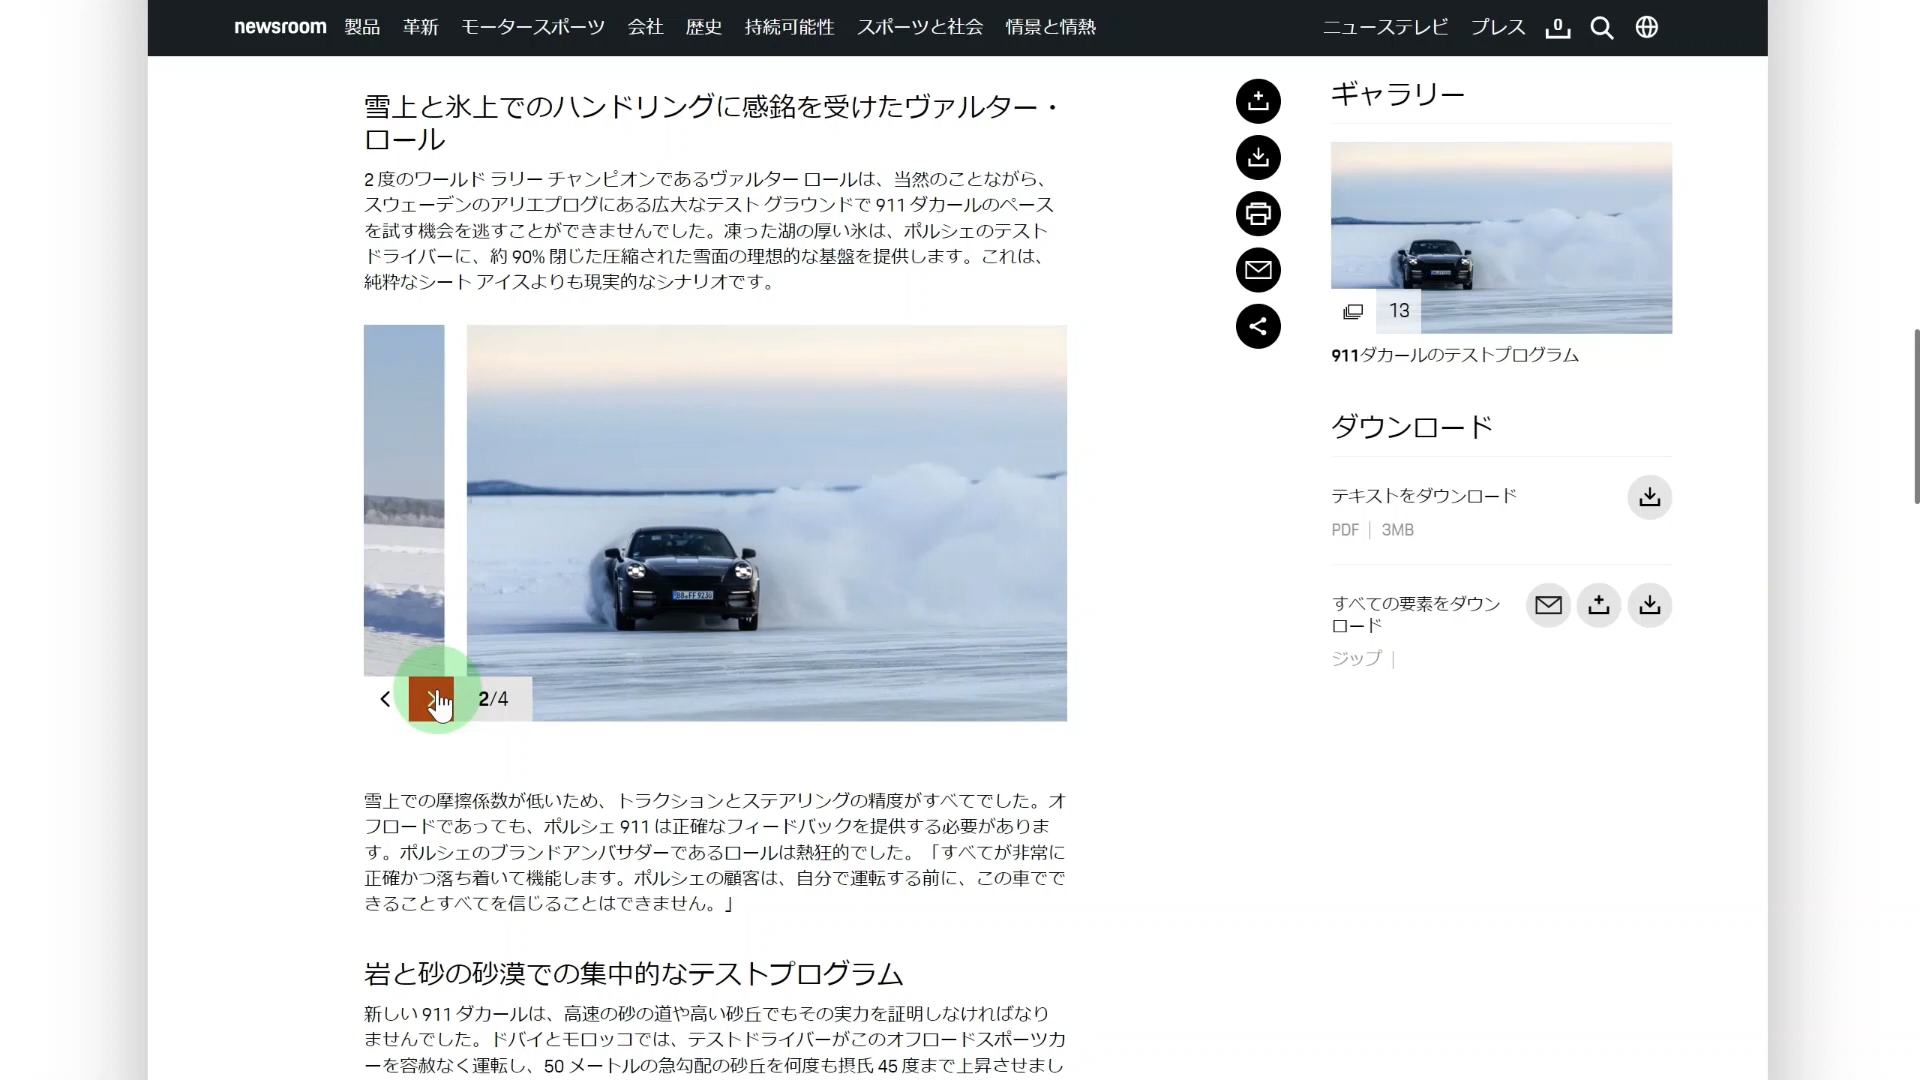 newsroom 製品 革新 モータースポーツ 会社 歴史 持続可能性 スポーツと社会 情景と情熱 ニューステレビ プレス 0
雪上と氷上でのハンドリングに感銘を受けたヴァルター・
ロール
2 度のワールド ラリー チャンピオンであるヴァルター ロールは、当然のことながら、
スウェーデンのアリエプログにある広大なテスト グラウンドで 911 ダカールのペース
を試す機会を逃すことができませんでした。凍った湖の厚い氷は、ポルシェのテスト
ドライバーに、約 90% 閉じた圧縮された雪面の理想的な基盤を提供します。これは、
純粋なシート アイスよりも現実的なシナリオです。
BB:FF 9230
2/4
雪上での摩擦係数が低いため、トラクションとステアリングの精度がすべてでした。オ
フロードであっても、ポルシェ 911 は正確なフィードバックを提供する必要がありま
す。ポルシェのブランドアンバサダーであるロールは熱狂的でした。「すべてが非常に
正確かつ落ち着いて機能します。ポルシェの顧客は、自分で運転する前に、この車でで
きることすべてを信じることはできません。」
岩と砂の砂漠での集中的なテストプログラム
新しい 911 ダカールは、高速の砂の道や高い砂丘でもその実力を証明しなければなり
ませんでした。ドバイとモロッコでは、テストドライバーがこのオフロードスポーツカ
ーを容赦なく運転し、50 メートルの急勾配の砂丘を何度も摂氏 45 度まで上昇させまし
ギャラリー
13
911ダカールのテストプログラム
ダウンロード
テキストをダウンロード
PDF | 3MB
すべての要素をダウン
ロード
ジップ |